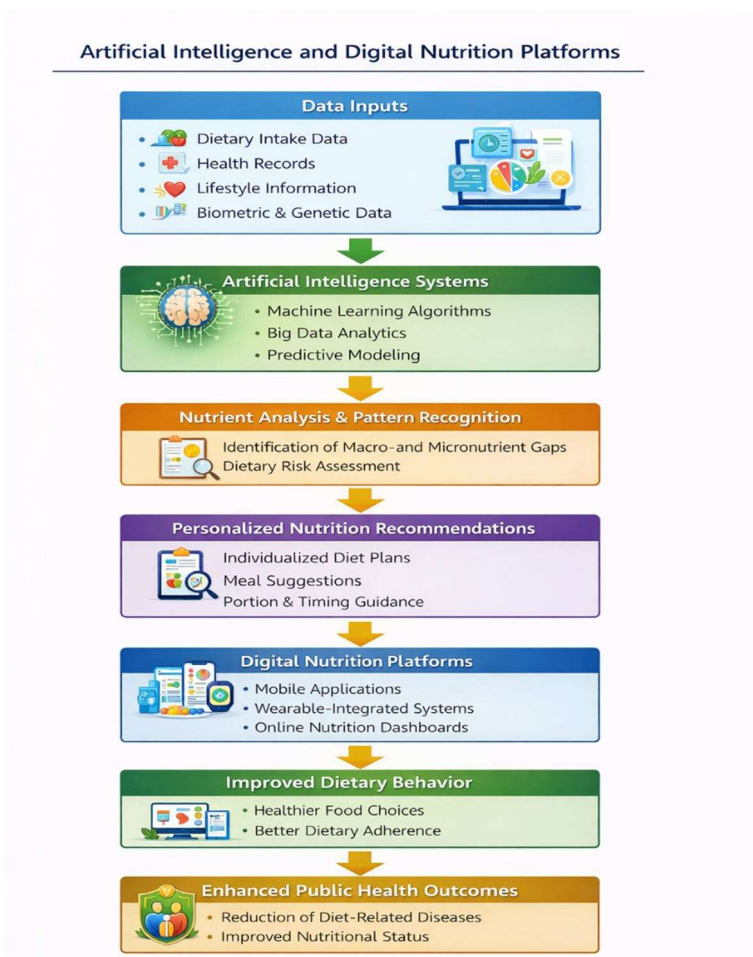 Artificial Intelligence and Digital Nutrition Platforms
Data Inputs
• Dietary Intake Data
• Health Records
• Lifestyle Information
• Biometric & Genetic Data
Artificial Intelligence Systems
• Machine Learning Algorithms
• Big Data Analytics
• Predictive Modeling
Nutrient Analysis & Pattern Recognition
Identification of Macro-and Micronutrient Gaps
Dietary Risk Assessment
Personalized Nutrition Recommendations
Individualized Diet Plans
Meal Suggestions
Portion & Timing Guidance
Digital Nutrition Platforms
• Mobile Applications
• Wearable-Integrated Systems
• Online Nutrition Dashboards
Improved Dietary Behavior
• Healthier Food Choices
• Better Dietary Adherence
Enhanced Public Health Outcomes
• Reduction of Diet-Related Diseases
• Improved Nutritional Status